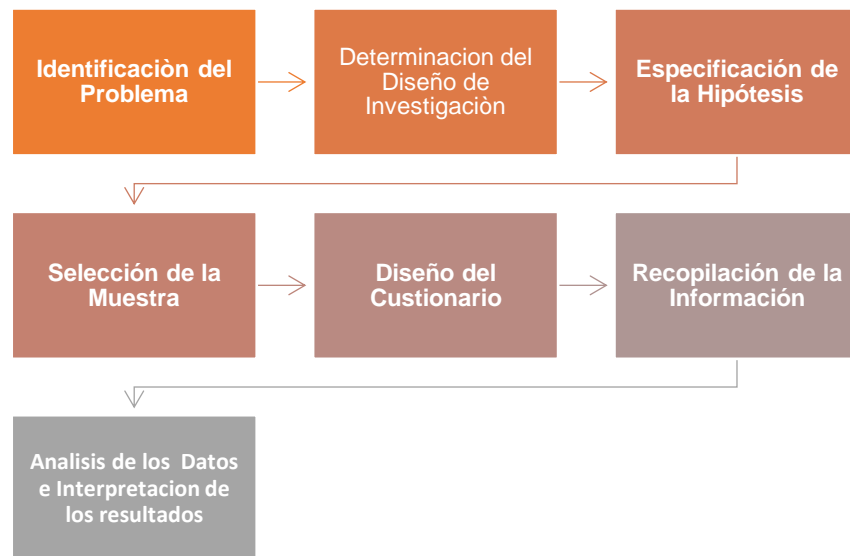 Identificaciòn del
Problema
Determinacion del
Diseño de
Investigaciòn
Especificación de
la Hipótesis
Selección de la
Muestra
Diseño del
Custionario
Recopilación de la
Información
Analisis de los Datos
e Interpretacion de
los resultados